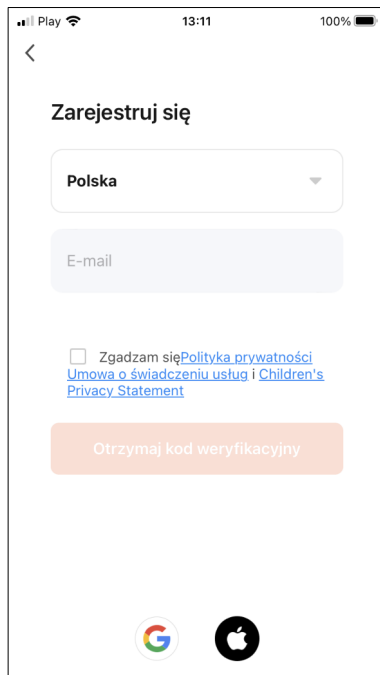 Play 13:11 100%
Zarejestruj się
Polska
E-mail
Zgadzam sięPolityka prywatności
Umowa o świadczeniu usług i Children's
Privacy Statement
Otrzymaj kod weryfikacyjny